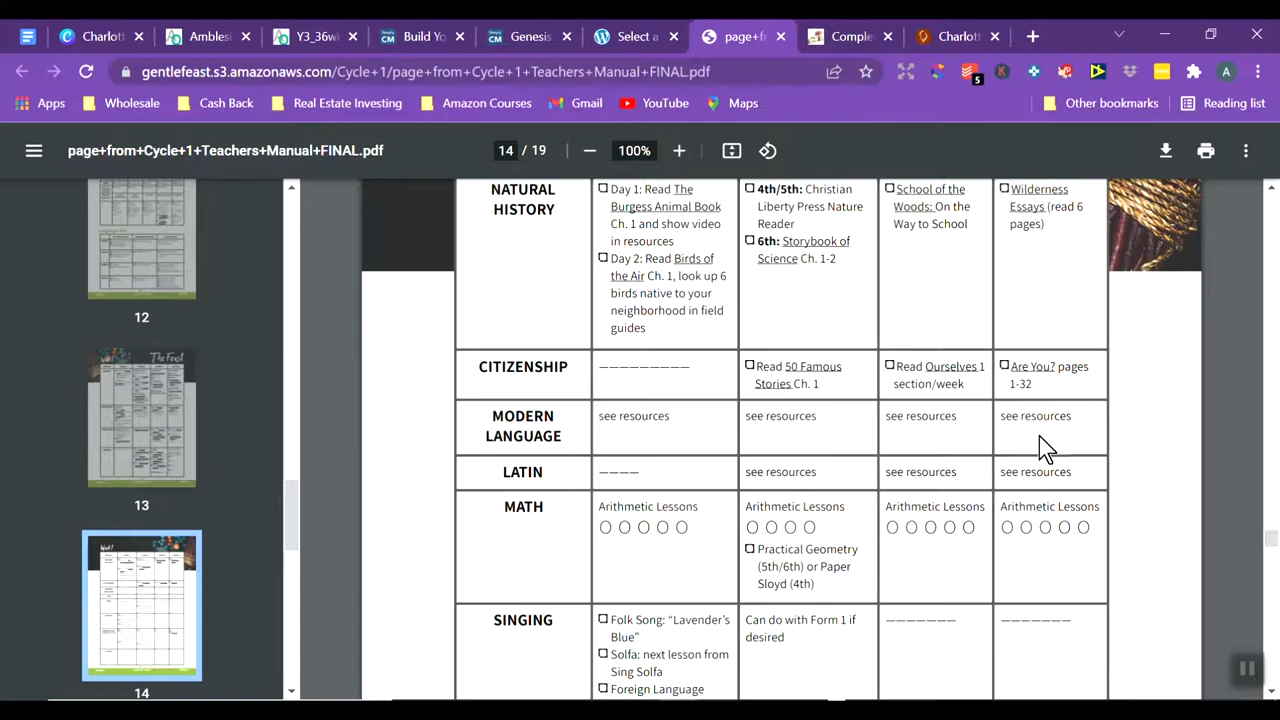 Charlott
Amblesi
Y3_36wl
Build Yo
Genesis
Select a
page+fr
Comple
Charlott
gentlefeast.s3.amazonaws.com/Cycle+1/page+from+Cycle+1+Teachers+Manual+FINAL.pdf
5
A
Apps
Wholesale
Cash Back
Real Estate Investing
Amazon Courses
Gmail
YouTube
Maps
Other bookmarks
Reading list
page+from+Cycle+1+Teachers+Manual+FINAL.pdf
14 / 19
100%
12
The Feast
13
14
NATURAL
HISTORY
Day 1: Read The
Burgess Animal Book
Ch. 1 and show video
in resources
Day 2: Read Birds of
the Air Ch. 1, look up 6
birds native to your
neighborhood in field
guides
4th/5th: Christian
Liberty Press Nature
Reader
6th: Storybook of
Science Ch. 1-2
School of the
Woods: On the
Way to School
Wilderness
Essays (read 6
pages)
CITIZENSHIP
—————————
Read 50 Famous
Stories Ch. 1
Read Ourselves 1
section/week
Are You? pages
1-32
MODERN
LANGUAGE
see resources
see resources
see resources
see resources
LATIN
————
see resources
see resources
see resources
MATH
Arithmetic Lessons
Arithmetic Lessons
Practical Geometry
(5th/6th) or Paper
Sloyd (4th)
Arithmetic Lessons
Arithmetic Lessons
SINGING
Folk Song: “Lavender’s
Blue”
Solfa: next lesson from
Sing Solfa
Foreign Language
Can do with Form 1 if
desired
———————
———————